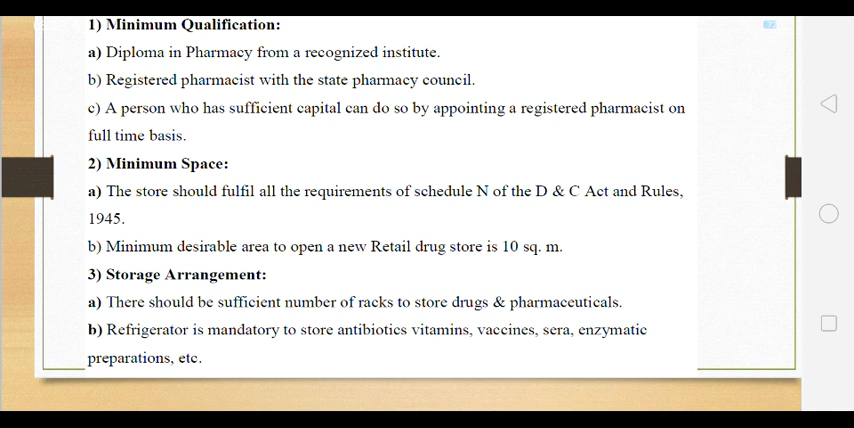 1) Minimum Qualification:
a) Diploma in Pharmacy from a recognized institute.
b) Registered pharmacist with the state pharmacy council.
c) A person who has sufficient capital can do so by appointing a registered pharmacist on
full time basis.
2) Minimum Space:
a) The store should fulfil all the requirements of schedule N of the D & C Act and Rules,
1945.
b) Minimum desirable area to open a new Retail drug store is 10 sq. m.
3) Storage Arrangement:
a) There should be sufficient number of racks to store drugs & pharmaceuticals.
b) Refrigerator is mandatory to store antibiotics vitamins, vaccines, sera, enzymatic
preparations, etc.